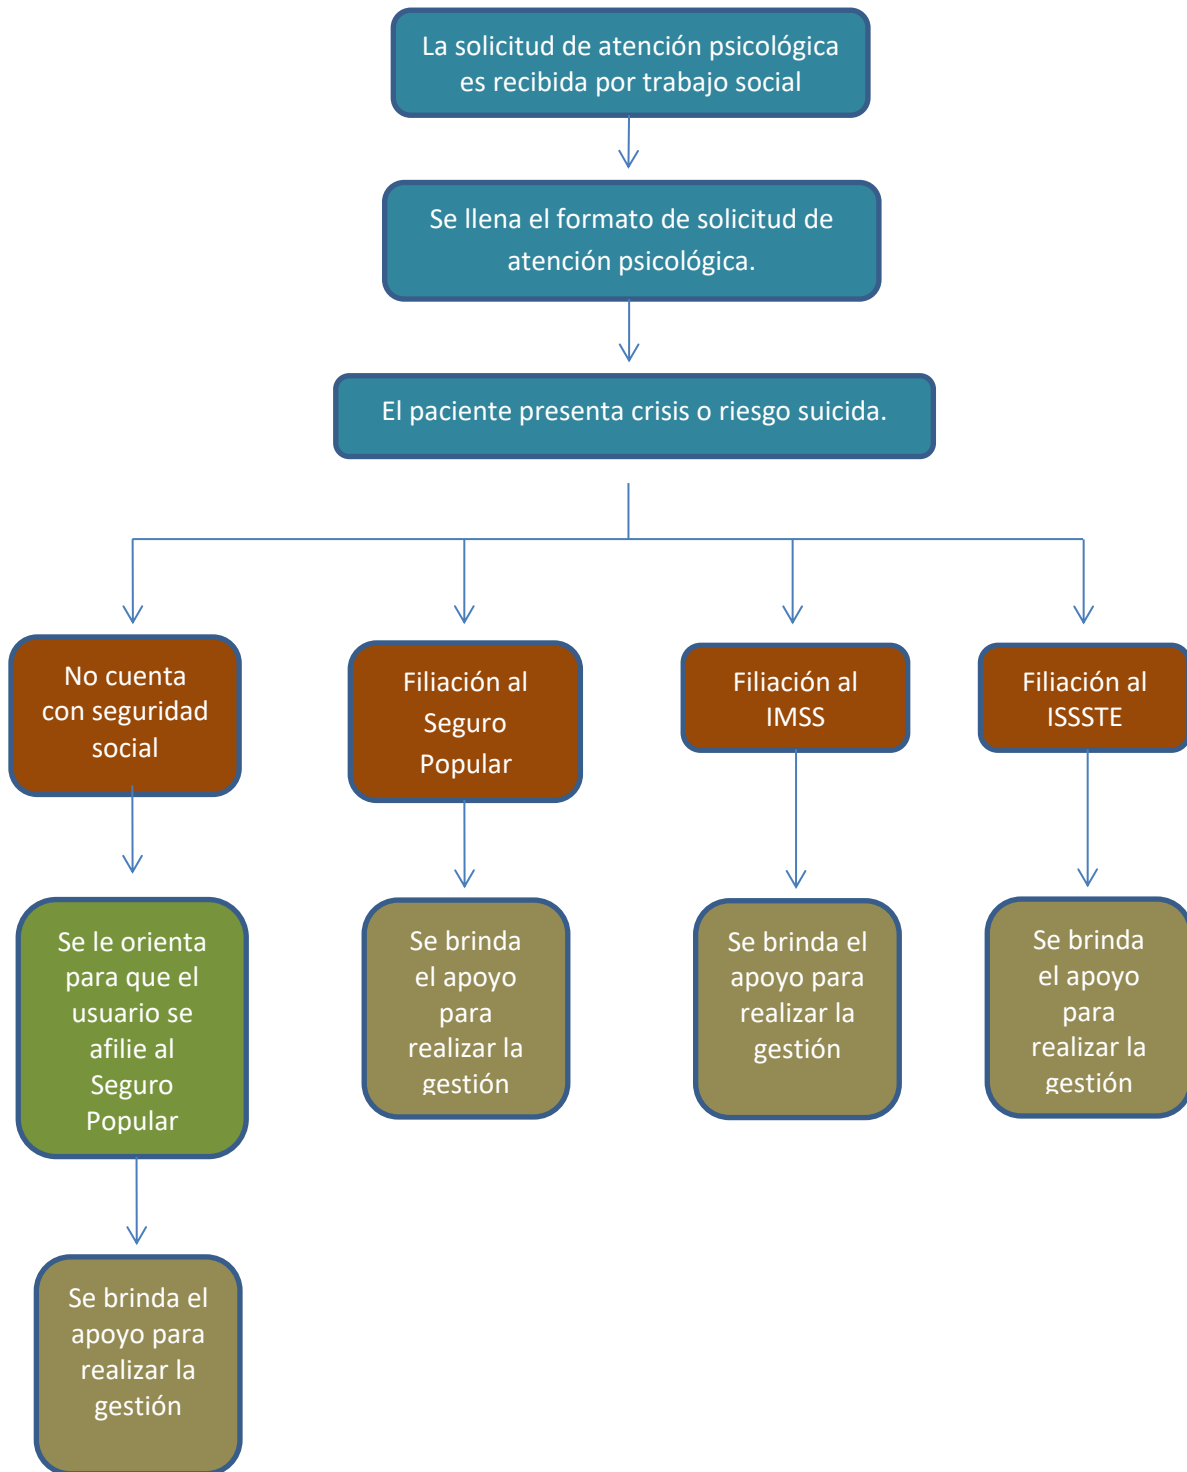 La solicitud de atención psicológica
es recibida por trabajo social
Se llena el formato de solicitud de
atención psicológica.
El paciente presenta crisis o riesgo suicida.
No cuenta
con seguridad
social
Filiación al
Seguro
Popular
Filiación al
IMSS
Filiación al
ISSSTE
Se le orienta
para que el
usuario se
afilie al
Seguro
Popular
Se brinda
el apoyo
para
realizar la
gestión
Se brinda el
apoyo para
realizar la
gestión
Se brinda
el apoyo
para
realizar la
gestión
Se brinda el
apoyo para
realizar la
gestión